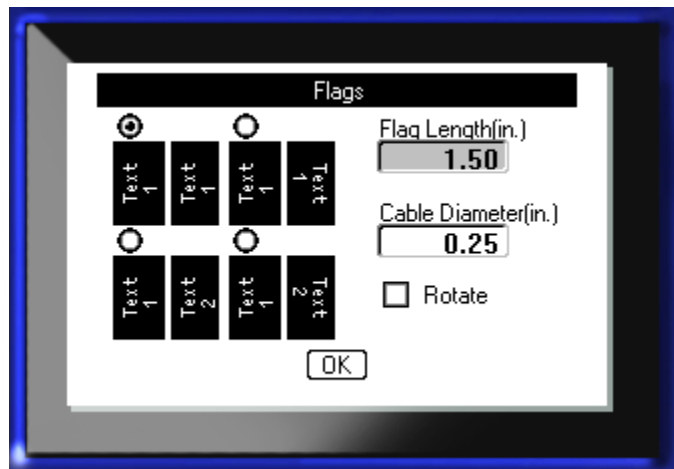 Flags
Flag Length(in.)
1.50
Text 1
Text 1
Text 1
Text 1
Cable Diameter(in.)
0.25
Text 1
Text 2
Text 1
Text 2
Rotate
OK